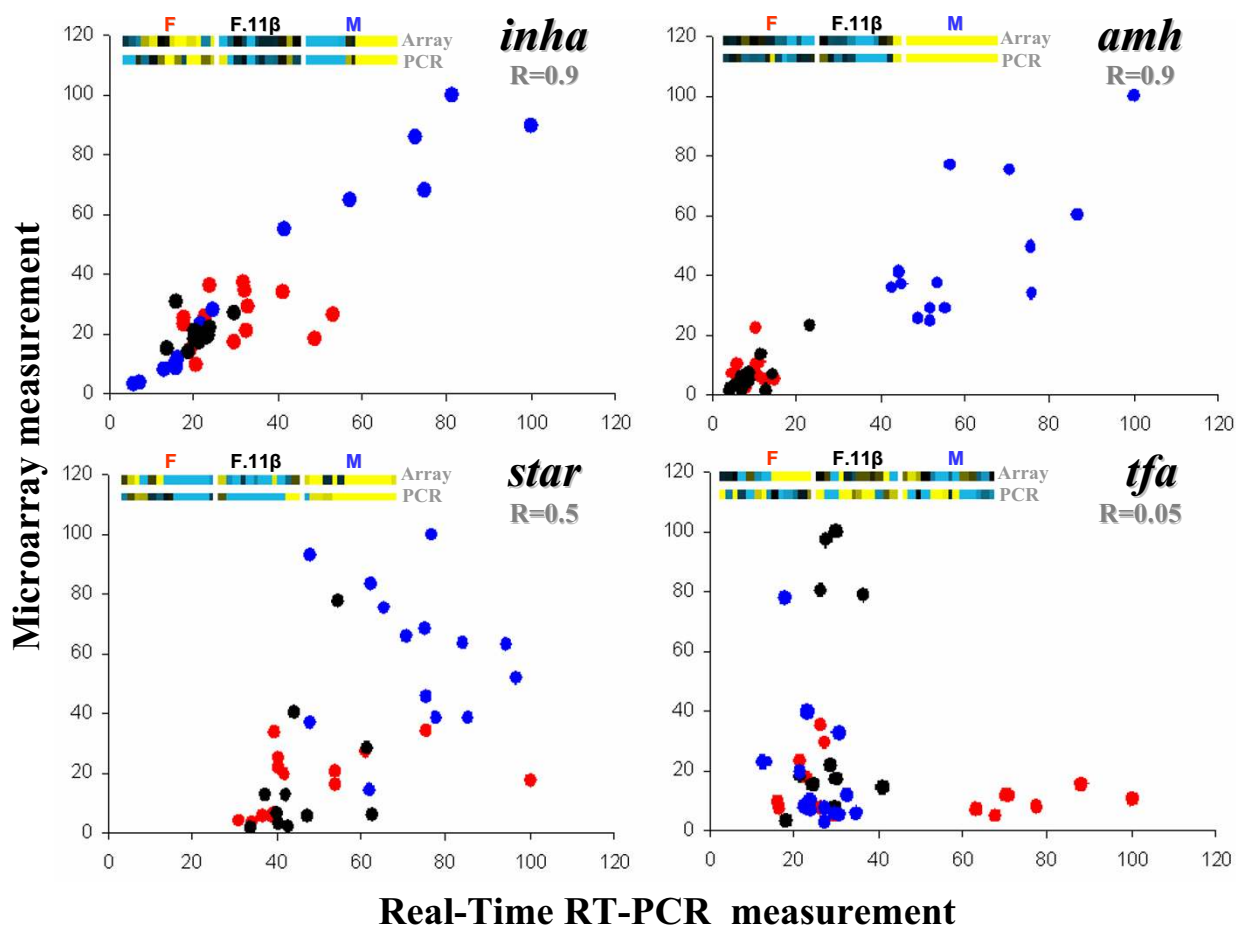 F F.11β M
Array
PCR
inha
R=0.9
120
100
80
60
40
20
0
0 20 40 60 80 100 120
F F.11β M
Array
PCR
amh
R=0.9
120
100
80
60
40
20
0
0 20 40 60 80 100 120
F F.11β M
Array
PCR
star
R=0.5
120
100
80
60
40
20
0
0 20 40 60 80 100 120
F F.11β M
Array
PCR
tfa
R=0.05
120
100
80
60
40
20
0
0 20 40 60 80 100 120
Microarray measurement
Real-Time RT-PCR measurement